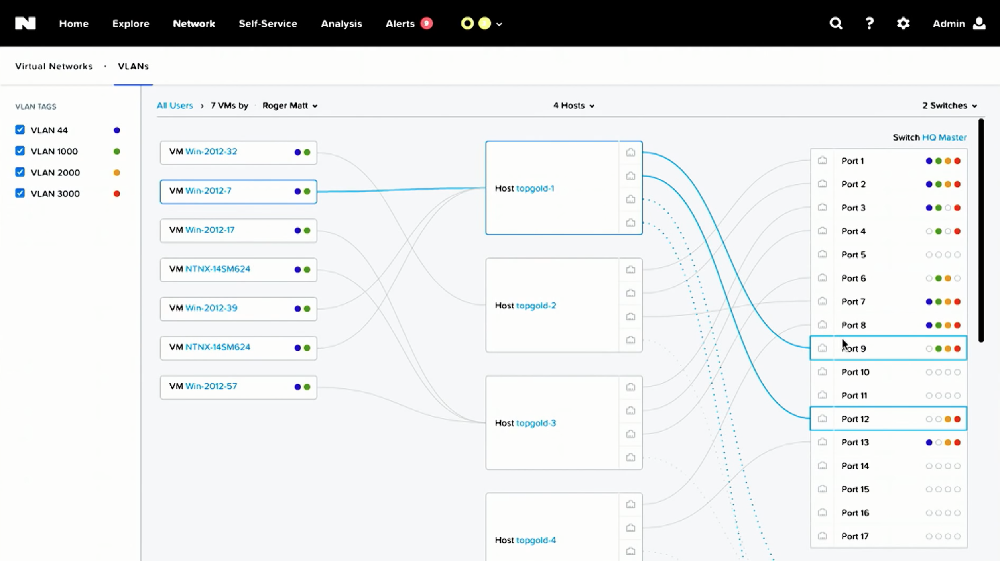 Home Explore Network Self-Service Analysis Alerts 9 Admin
Virtual Networks · VLANs
VLAN TAGS
VLAN 44
VLAN 1000
VLAN 2000
VLAN 3000
All Users > 7 VMs by · Roger Matt
4 Hosts
2 Switches
VM Win-2012-32
VM Win-2012-7
VM Win-2012-17
VM NTNX-14SM624
VM Win-2012-39
VM NTNX-14SM624
VM Win-2012-57
Host topgold-1
Host topgold-2
Host topgold-3
Host topgold-4
Switch HQ Master
Port 1
Port 2
Port 3
Port 4
Port 5
Port 6
Port 7
Port 8
Port 9
Port 10
Port 11
Port 12
Port 13
Port 14
Port 15
Port 16
Port 17